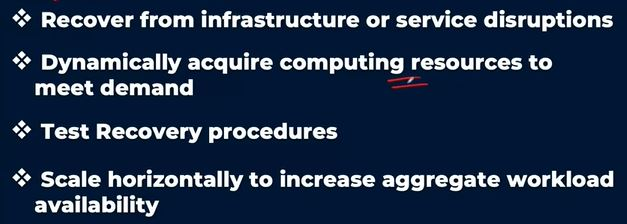 ❖ Recover from infrastructure or service disruptions
❖ Dynamically acquire computing resources to
meet demand
❖ Test Recovery procedures
❖ Scale horizontally to increase aggregate workload
availability